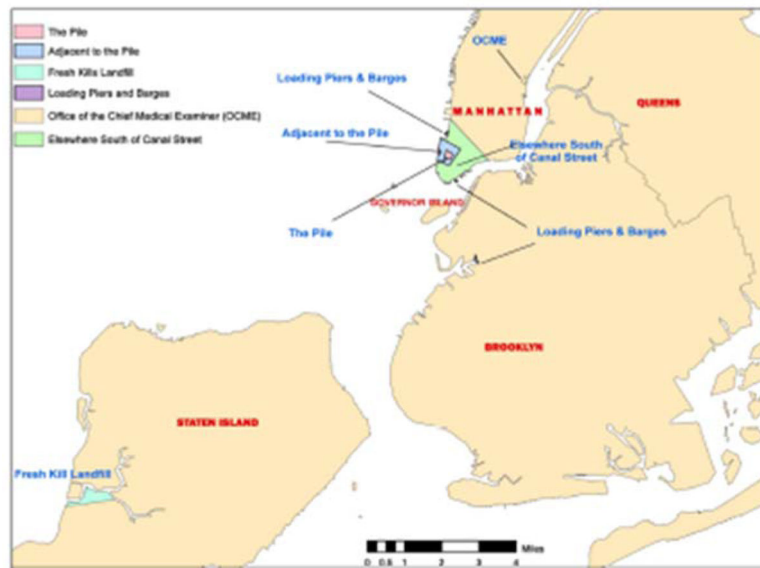 The Pile
Adjacent to the Pile
Fresh Kills Landfill
Loading Piers and Barges
Office of the Chief Medical Examiner (OCME)
Elsewhere South of Canal Street
OCME
Loading Piers & Barges
MANHATTAN
QUEENS
Adjacent to the Pile
Elsewhere South
of Canal Street
GOVERNOR ISLAND
The Pile
Loading Piers & Barges
BROOKLYN
STATEN ISLAND
Fresh Kill Landfill
Miles
0 0.5 1 2 3 4